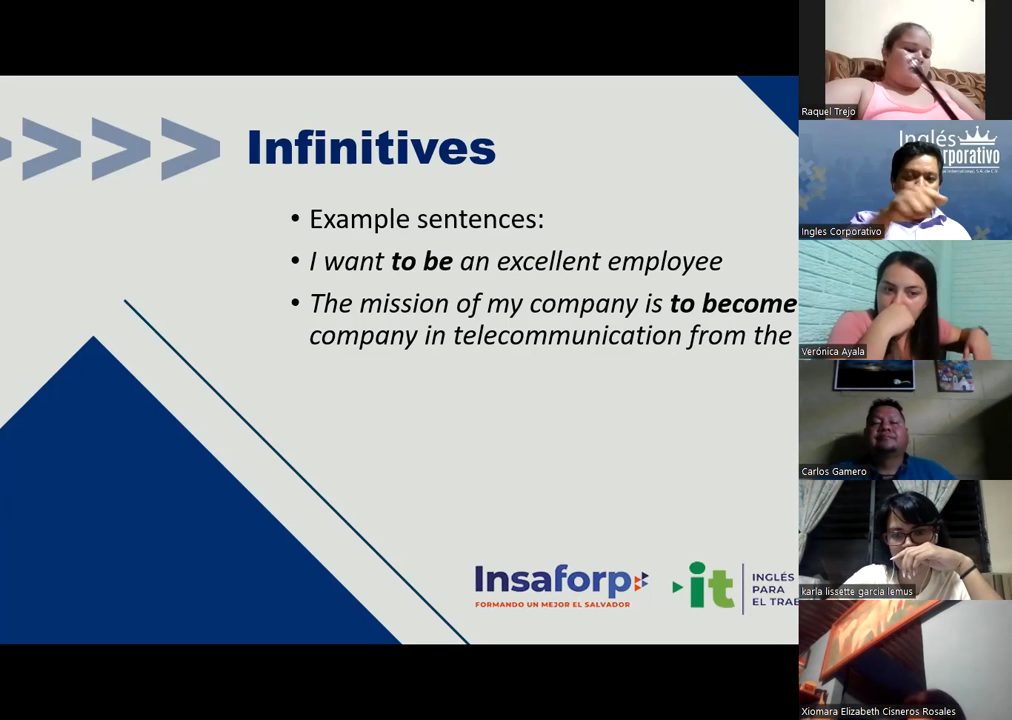 Infinitives
• Example sentences:
• I want to be an excellent employee
• The mission of my company is to become
company in telecommunication from the
Insaforp
FORMANDO UN MEJOR EL SALVADOR
it
INGLÉS
PARA
EL TRAB
Raquel Trejo
Inglés
orporativo
Ingles Corporativo
Verónica Ayala
Carlos Gamero
karla lissette garcia lemus
Xiomara Elizabeth Cisneros Rosales